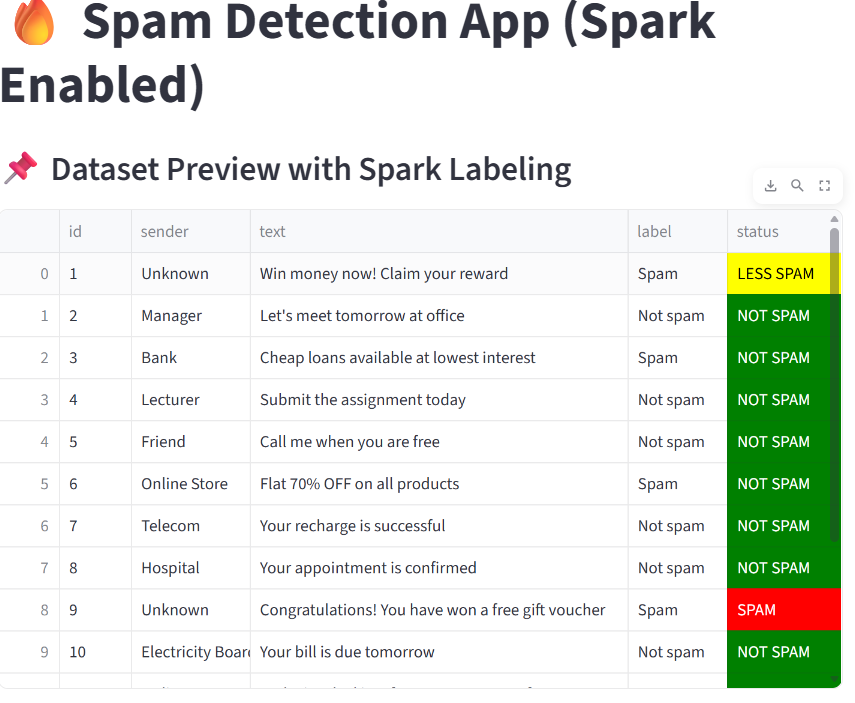 🔥 Spam Detection App (Spark
Enabled)
📌 Dataset Preview with Spark Labeling
id sender text label status
0 1 Unknown Win money now! Claim your reward Spam LESS SPAM
1 2 Manager Let's meet tomorrow at office Not spam NOT SPAM
2 3 Bank Cheap loans available at lowest interest Spam NOT SPAM
3 4 Lecturer Submit the assignment today Not spam NOT SPAM
4 5 Friend Call me when you are free Not spam NOT SPAM
5 6 Online Store Flat 70% OFF on all products Spam NOT SPAM
6 7 Telecom Your recharge is successful Not spam NOT SPAM
7 8 Hospital Your appointment is confirmed Not spam NOT SPAM
8 9 Unknown Congratulations! You have won a free gift voucher Spam SPAM
9 10 Electricity Boar Your bill is due tomorrow Not spam NOT SPAM